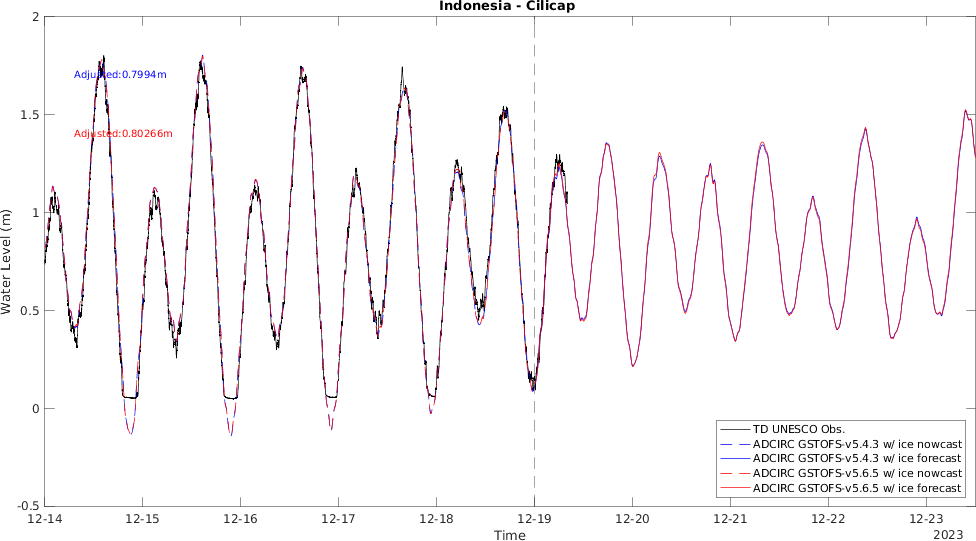 Indonesia - Cilicap
2
1.5
1
0.5
0
-0.5
Water Level (m)
Adjusted:0.7994m
Adjusted:0.80266m
TD UNESCO Obs.
ADCIRC GSTOFS-v5.4.3 w/ ice nowcast
ADCIRC GSTOFS-v5.4.3 w/ ice forecast
ADCIRC GSTOFS-v5.6.5 w/ ice nowcast
ADCIRC GSTOFS-v5.6.5 w/ ice forecast
12-14 12-15 12-16 12-17 12-18 12-19 12-20 12-21 12-22 12-23
Time
2023